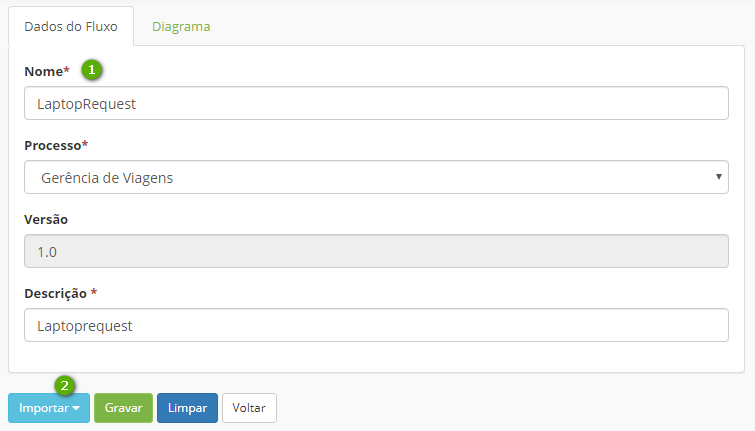 Dados do Fluxo Diagrama
Nome* 1
LaptopRequest
Processo*
Gerência de Viagens
Versão
1.0
Descrição *
Laptoprequest
2
Importar Gravar Limpar Voltar